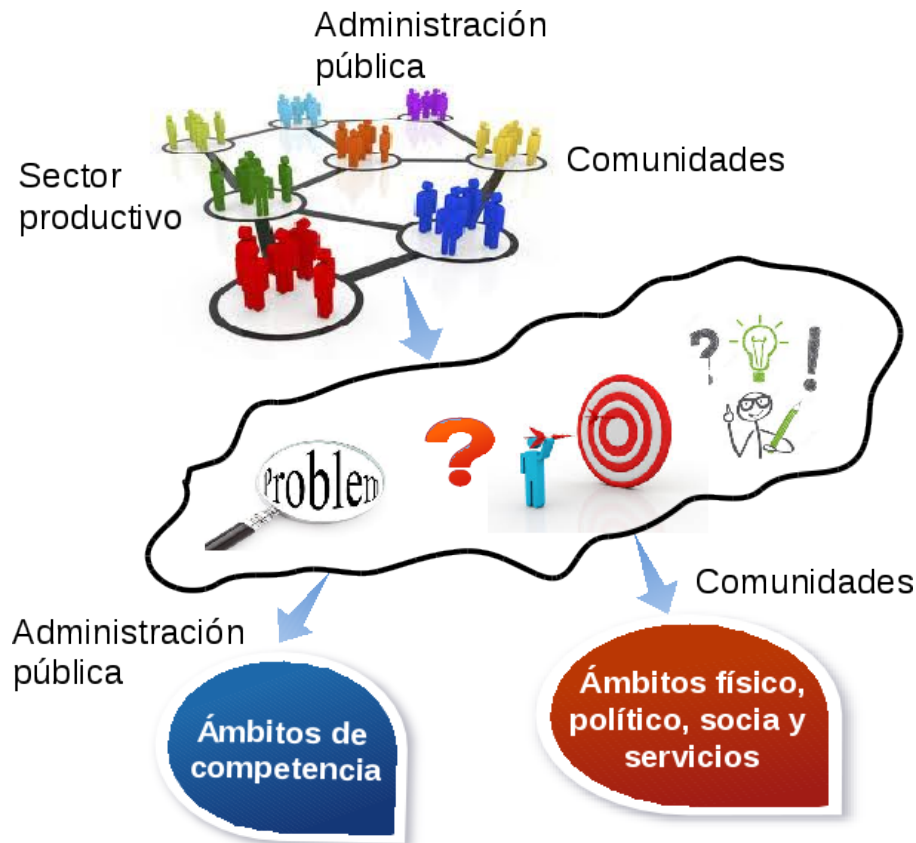 Administración
pública
Sector
productivo
Comunidades
?
!
Problem
?
Administración
pública
Comunidades
Ámbitos de
competencia
Ámbitos físico,
político, socia y
servicios